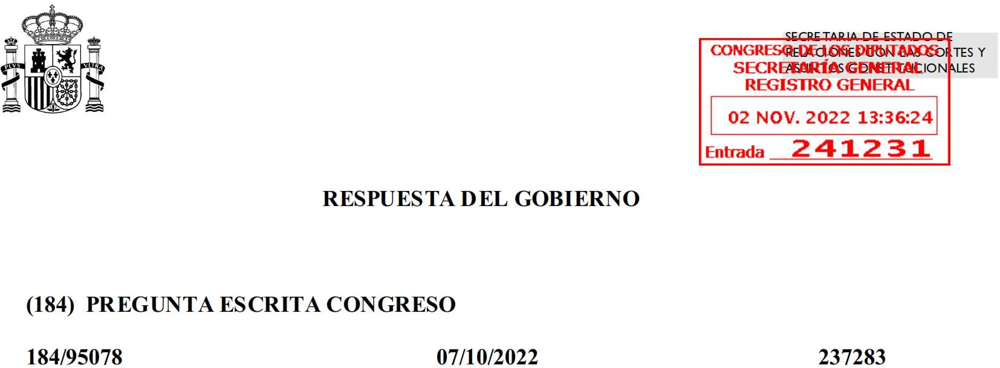 PLVS
VLTRA
SECRETARIA DE ESTADO DE
RELACIONES CON LAS CORTES Y
ASUNTOS CONSTITUCIONALES
CONGRESO DE LOS DIPUTADOS
SECRETARÍA GENERAL
REGISTRO GENERAL
02 NOV. 2022 13:36:24
Entrada 241231
RESPUESTA DEL GOBIERNO
(184) PREGUNTA ESCRITA CONGRESO
184/95078 07/10/2022 237283